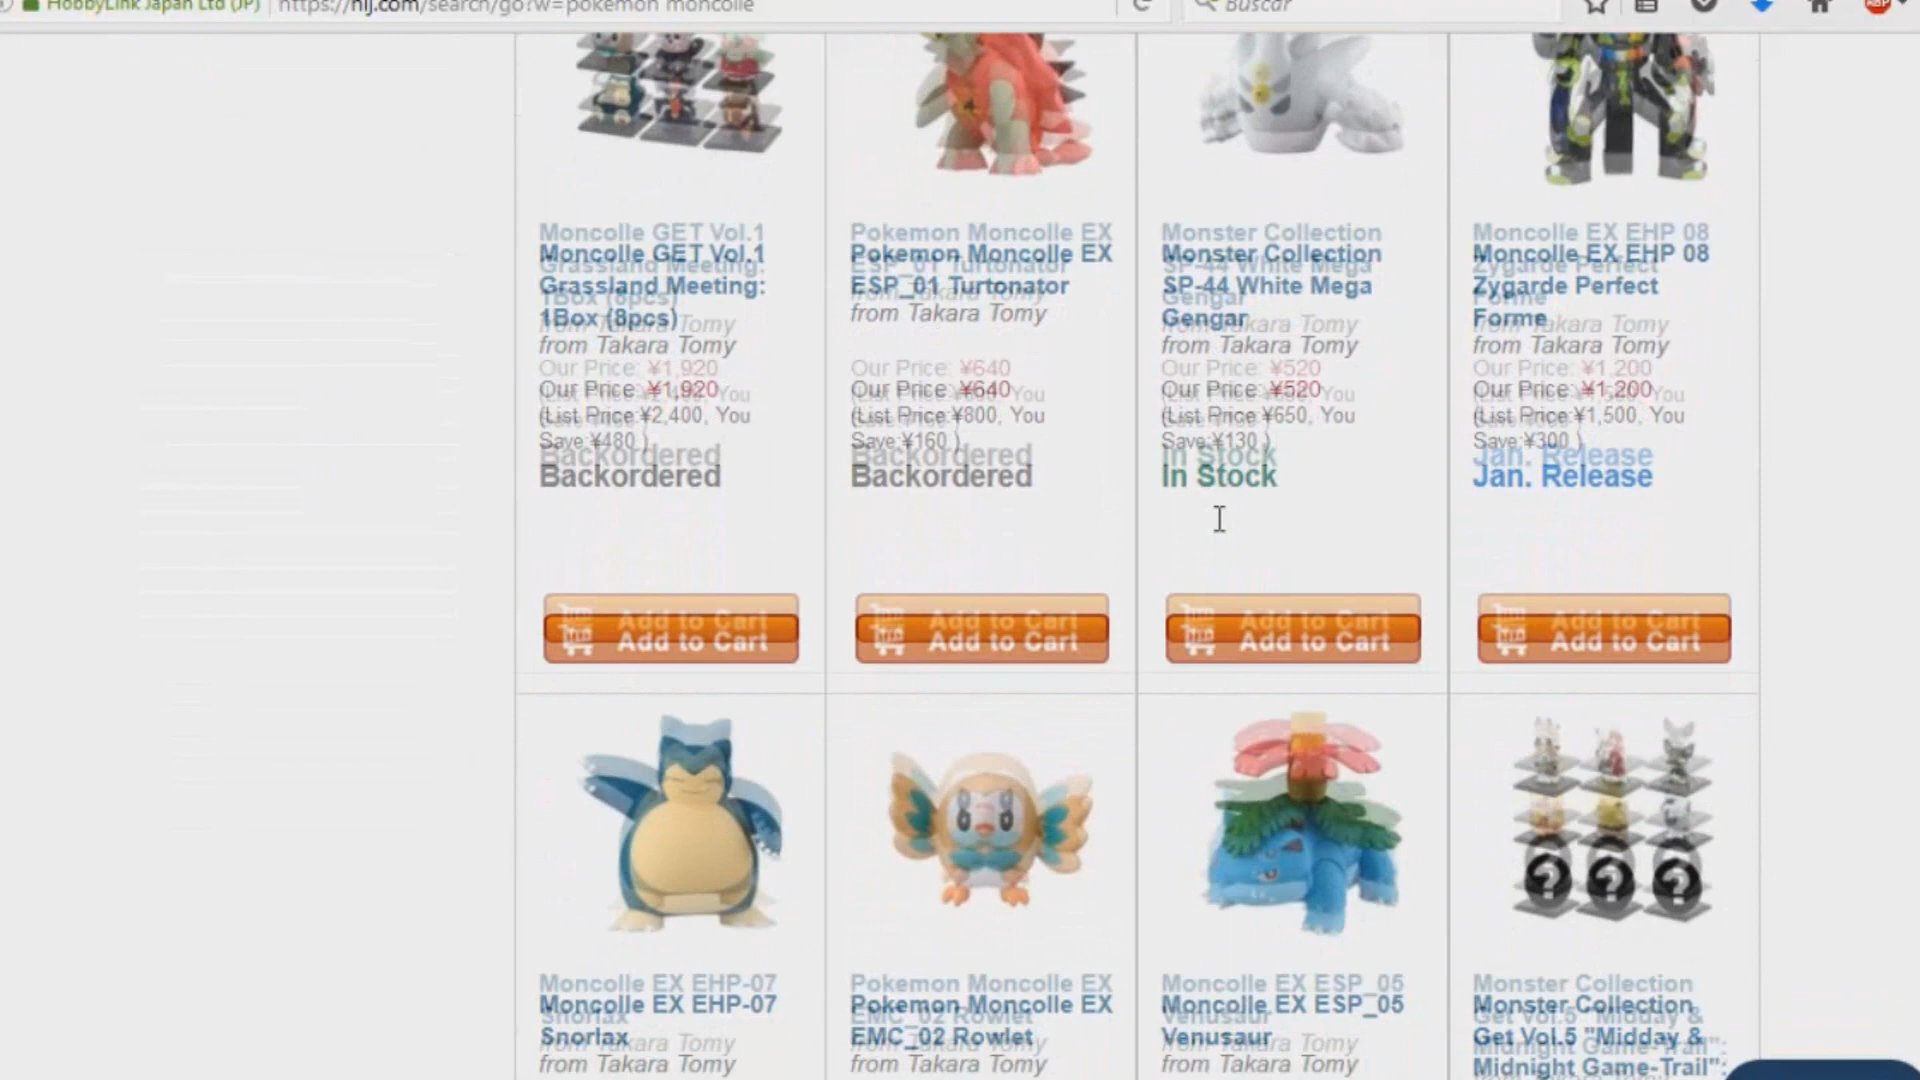 HobbyLink Japan Ltd (JP)
https://hlj.com/search/go?w=pokemon moncolle
Buscar
ABP
Moncolle GET Vol.1
Grassland Meeting:
1Box (8pcs)
from Takara Tomy
Our Price: ¥1,920
(List Price:¥2,400, You
Save:¥480 )
Backordered
Add to Cart
Pokemon Moncolle EX
ESP_01 Turtonator
from Takara Tomy
Our Price: ¥640
(List Price:¥800, You
Save:¥160 )
Backordered
Add to Cart
Monster Collection
SP-44 White Mega
Gengar
from Takara Tomy
Our Price: ¥520
(List Price:¥650, You
Save:¥130 )
In Stock
Add to Cart
Moncolle EX EHP 08
Zygarde Perfect
Forme
from Takara Tomy
Our Price: ¥1,200
(List Price:¥1,500, You
Save:¥300 )
Jan. Release
Add to Cart
Moncolle EX EHP-07
Snorlax
from Takara Tomy
Pokemon Moncolle EX
EMC_02 Rowlet
from Takara Tomy
Moncolle EX ESP_05
Venusaur
from Takara Tomy
Monster Collection
Get Vol.5 "Midday &
Midnight Game-Trail":